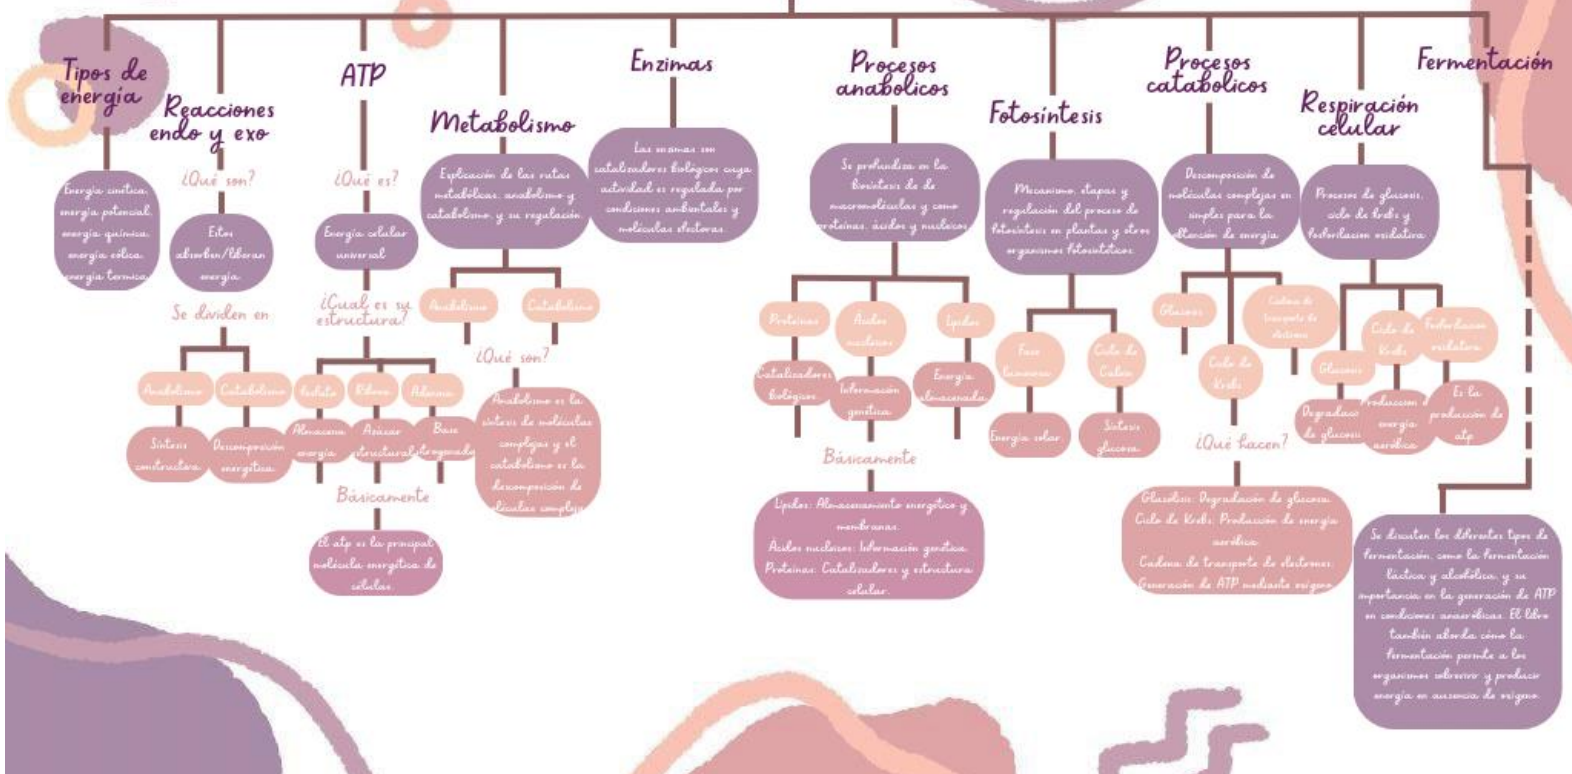 Tipos de
energía
Energía cinética,
energía potencial,
energía química,
energía eólica,
energía termica
Reacciones
endo y exo
¿Qué son?
Estos
absorben/liberan
energía.
Se dividen en
Anabolismo
Catabolismo
Síntesis
constructora
Descomposición
energética.
ATP
¿Qué es?
Energía celular
universal
¿Cual es su
estructura?
Fosfato
Ribosa
Adenina
Almacena
energía
Azúcar
estructural
Base
Básicamente
El atp es la principal
molécula energética de
células.
Metabolismo
Explicación de las rutas
metabólicas, anabolismo y
catabolismo, y su regulación.
Anabolismo
Catabolismo
¿Qué son?
Anabolismo es la
síntesis de moléculas
complejas y el
catabolismo es la
descomposición de
moléculas complejas
Enzimas
Las enzimas son
catalizadores biológicos cuya
actividad es regulada por
condiciones ambientales y
moléculas efectoras.
Procesos
anabolicos
Se profundiza en la
biosíntesis de de
macromoléculas y como
proteínas, ácidos y nucleicos
Proteínas
Ácidos
nucleicos
Lípidos
Catalizadores
biológicos
Información
genética
Energía
almacenada
Básicamente
Lípidos: Almacenamiento energético y
membranas.
Ácidos nucleicos: Información genética
Proteínas: Catalizadores y estructura
celular.
Fotosíntesis
Mecanismo, etapas y
regulación del proceso de
fotosíntesis en plantas y otros
organismos fotosintéticos.
Fase
luminosa
Ciclo de
Calvin
Energía solar
Síntesis
glucosa
Procesos
catabolicos
Descomposición de
moléculas complejas en
simples para la
obtención de energía
Ciclo de
Krebs
Cadena de
transporte de
electrones
¿Qué hacen?
Glucólisis: Degradación de glucosa.
Ciclo de Krebs: Producción de energía
aeróbica.
Cadena de transporte de electrones:
Generación de ATP mediante oxígeno
Respiración
celular
Procesos de glucosis,
ciclo de krebs y
fosforilacion oxidativa
Glucosis
Ciclo de
Krebs
Fosforilación
oxidativa
de glucosis
Producción
energía
aeróbica
Es la
producción de
atp
Fermentación
Se discuten los diferentes tipos de
fermentación, como la fermentación
láctica y alcohólica, y su
importancia en la generación de ATP
en condiciones anaeróbicas. El libro
también aborda cómo la
fermentación permite a los
organismos sobrevivir y producir
energía en ausencia de oxígeno